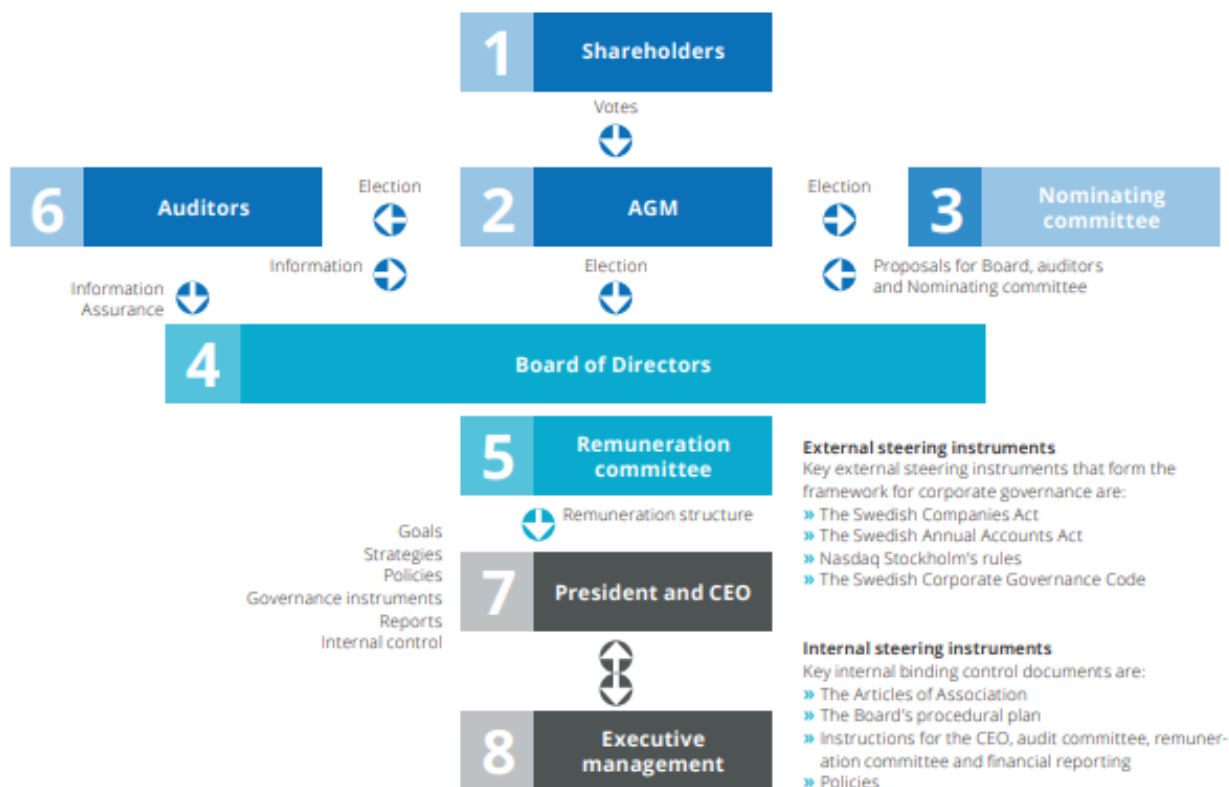 1
Shareholders
Votes
6
Auditors
Election
2
AGM
Election
3
Nominating
committee
Information
Election
Proposals for Board, auditors
and Nominating committee
Information
Assurance
4
Board of Directors
5
Remuneration
committee
Remuneration structure
Goals
Strategies
Policies
Governance instruments
Reports
Internal control
7
President and CEO
8
Executive
management
External steering instruments
Key external steering instruments that form the
framework for corporate governance are:
» The Swedish Companies Act
» The Swedish Annual Accounts Act
» Nasdaq Stockholm's rules
» The Swedish Corporate Governance Code
Internal steering instruments
Key internal binding control documents are:
» The Articles of Association
» The Board's procedural plan
» Instructions for the CEO, audit committee, remuner-
ation committee and financial reporting
» Policies